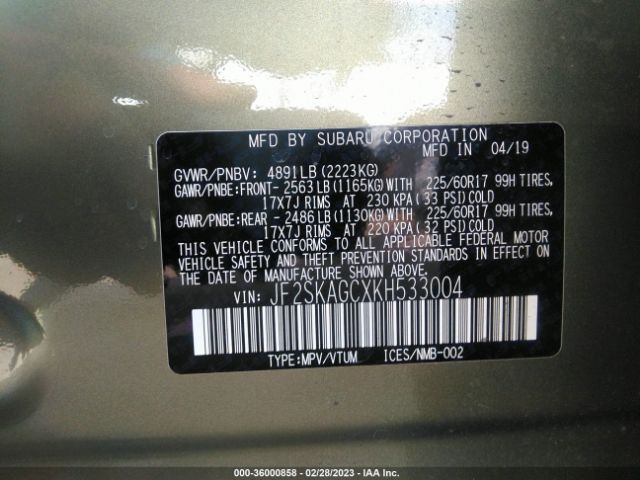 MFD BY SUBARU CORPORATION
MFD IN 04/19
GVWR/PNBV: 4891LB (2223KG)
GAWR/PNBE:FRONT- 2563 LB (1165KG) WITH 225/60R17 99H TIRES,
17X7J RIMS AT 230 KPA (33 PSI) COLD
GAWR/PNBE:REAR - 2486 LB (1130KG) WITH 225/60R17 99H TIRES,
17X7J RIMS AT 220 KPA (32 PSI) COLD
THIS VEHICLE CONFORMS TO ALL APPLICABLE FEDERAL MOTOR
VEHICLE SAFETY AND THEFT PREVENTION STANDARDS IN EFFECT ON
THE DATE OF MANUFACTURE SHOWN ABOVE.
VIN: JF2SKAGCXKH533004
TYPE:MPV/VTUM ICES/NMB-002
000-36000858 - 02/28/2023 - IAA Inc.